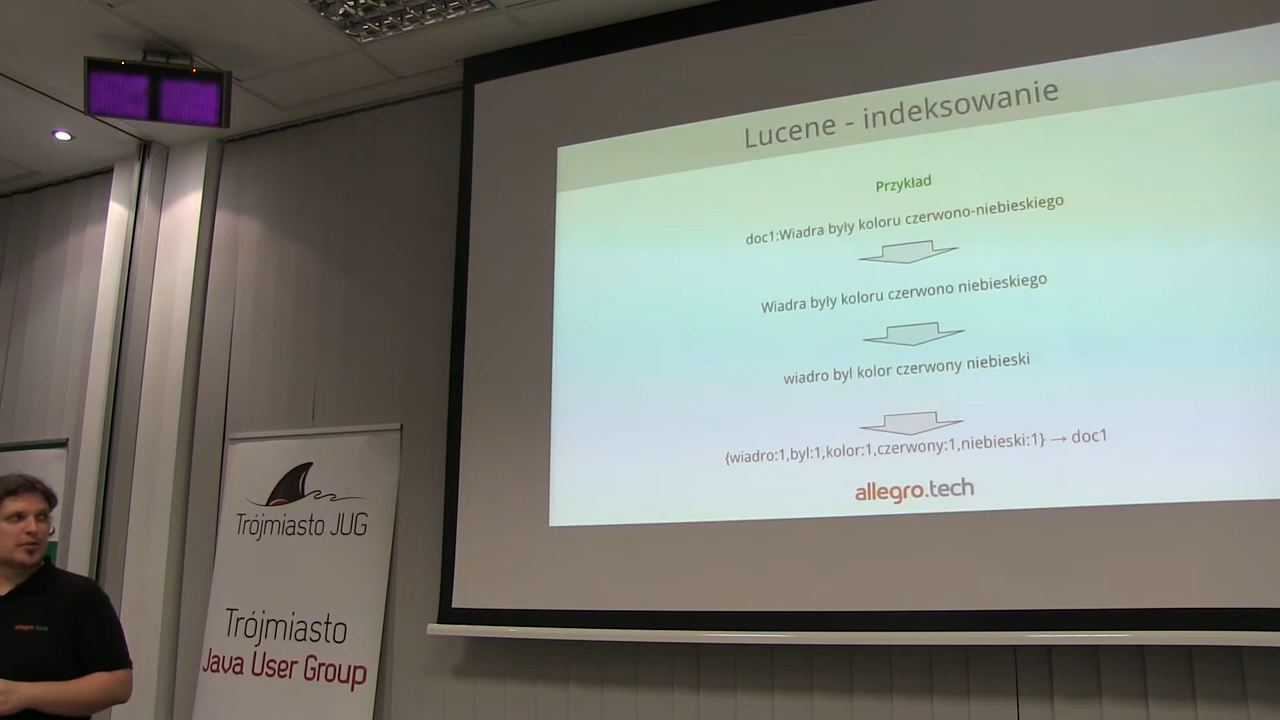 Lucene - indeksowanie
Przykład
doc1:Wiadra były koloru czerwono-niebieskiego
Wiadra były koloru czerwono niebieskiego
wiadro byl kolor czerwony niebieski
{wiadro:1,byl:1,kolor:1,czerwony:1,niebieski:1} → doc1
allegro.tech
Trójmiasto JUG
Trójmiasto
Java User Group
allegro.tech